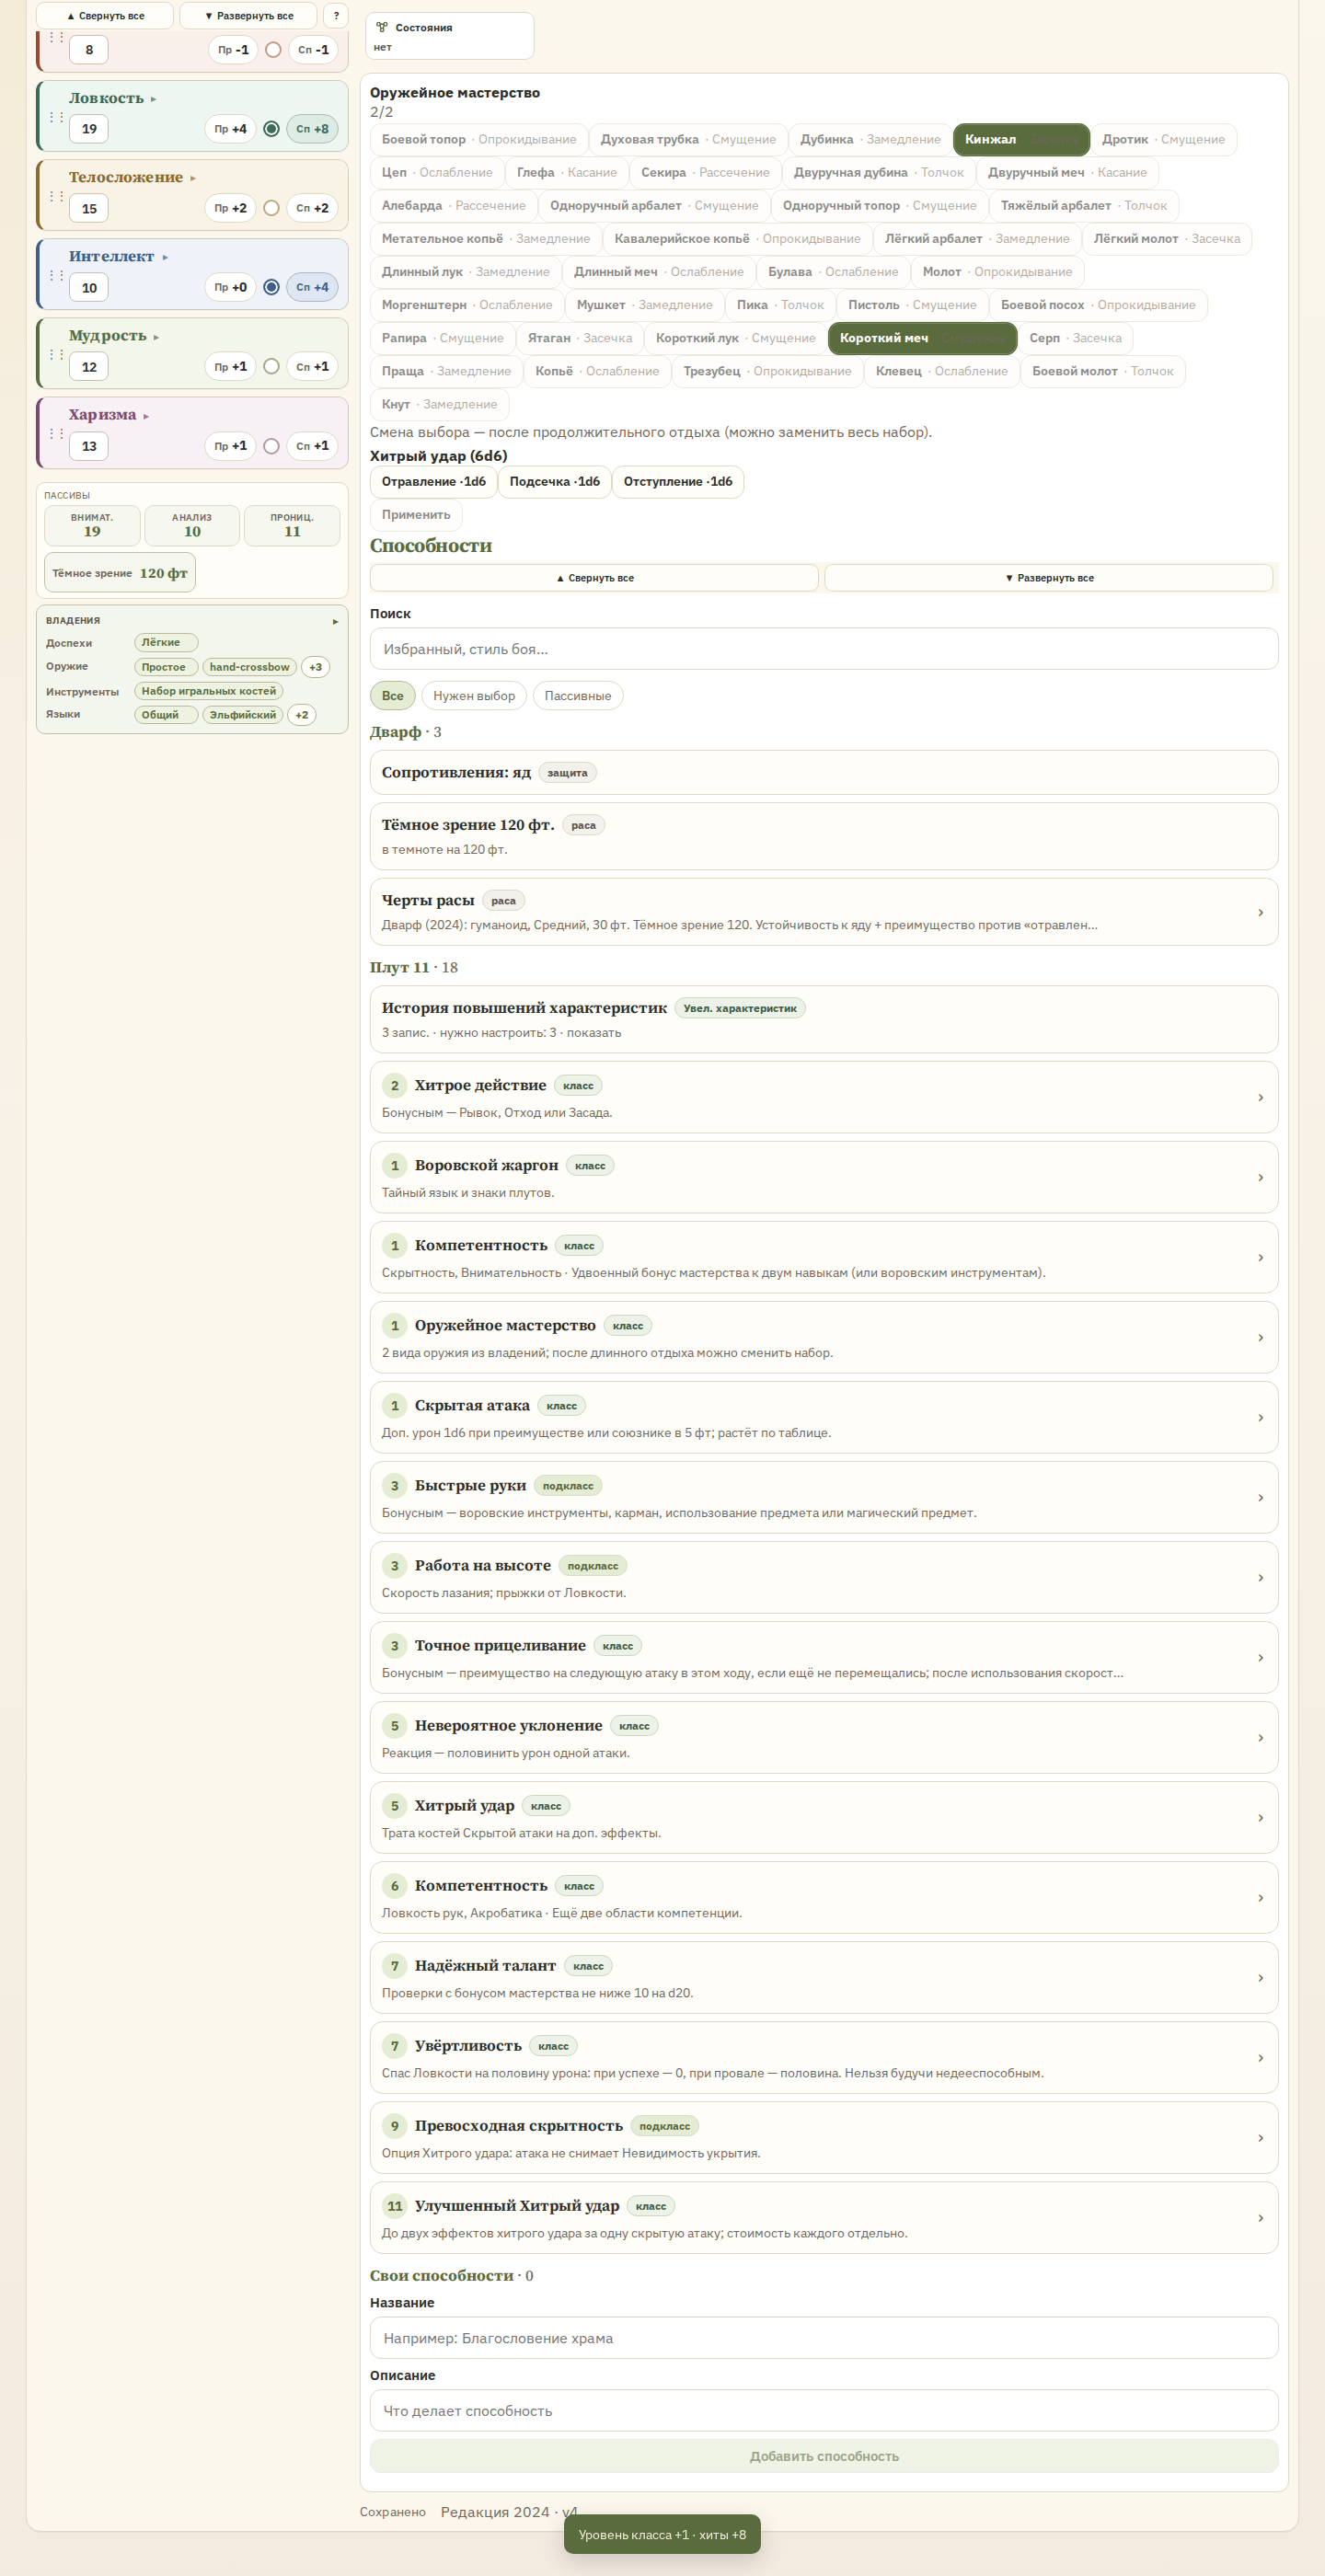 ▲ Свернуть все ▼ Развернуть все ?
8 Пр -1 Сп -1
Ловкость ▸
19 Пр +4 Сп +8
Телосложение ▸
15 Пр +2 Сп +2
Интеллект ▸
10 Пр +0 Сп +4
Мудрость ▸
12 Пр +1 Сп +1
Харизма ▸
13 Пр +1 Сп +1
ПАССИВЫ
ВНИМАТ. АНАЛИЗ ПРОНИЦ.
19 10 11
Тёмное зрение 120 фт
ВЛАДЕНИЯ ▸
Доспехи Лёгкие
Оружие Простое hand-crossbow +3
Инструменты Набор игральных костей
Языки Общий Эльфийский +2
Состояния
нет
Оружейное мастерство
2/2
Боевой топор · Опрокидывание Духовая трубка · Смущение Дубинка · Замедление Кинжал · Засечка Дротик · Смущение
Цеп · Ослабление Глефа · Касание Секира · Рассечение Двуручная дубина · Толчок Двуручный меч · Касание
Алебарда · Рассечение Одноручный арбалет · Смущение Одноручный топор · Смущение Тяжёлый арбалет · Толчок
Метательное копьё · Замедление Кавалерийское копьё · Опрокидывание Лёгкий арбалет · Замедление Лёгкий молот · Засечка
Длинный лук · Замедление Длинный меч · Ослабление Булава · Ослабление Молот · Опрокидывание
Моргенштерн · Ослабление Мушкет · Замедление Пика · Толчок Пистоль · Смущение Боевой посох · Опрокидывание
Рапира · Смущение Ятаган · Засечка Короткий лук · Смущение Короткий меч · Смущение Серп · Засечка
Праща · Замедление Копьё · Ослабление Трезубец · Опрокидывание Клевец · Ослабление Боевой молот · Толчок
Кнут · Замедление
Смена выбора — после продолжительного отдыха (можно заменить весь набор).
Хитрый удар (6d6)
Отравление ·1d6 Подсечка ·1d6 Отступление ·1d6
Применить
Способности
▲ Свернуть все ▼ Развернуть все
Поиск
Избранный, стиль боя…
Все Нужен выбор Пассивные
Дварф · 3
Сопротивления: яд защита
Тёмное зрение 120 фт. раса
в темноте на 120 фт.
Черты расы раса
Дварф (2024): гуманоид, Средний, 30 фт. Тёмное зрение 120. Устойчивость к яду + преимущество против «отравлен… ›
Плут 11 · 18
История повышений характеристик Увел. характеристик
3 запис. · нужно настроить: 3 · показать
2 Хитрое действие класс
Бонусным — Рывок, Отход или Засада. ›
1 Воровской жаргон класс
Тайный язык и знаки плутов. ›
1 Компетентность класс
Скрытность, Внимательность · Удвоенный бонус мастерства к двум навыкам (или воровским инструментам). ›
1 Оружейное мастерство класс
2 вида оружия из владений; после длинного отдыха можно сменить набор. ›
1 Скрытая атака класс
Доп. урон 1d6 при преимуществе или союзнике в 5 фт; растёт по таблице. ›
3 Быстрые руки подкласс
Бонусным — воровские инструменты, карман, использование предмета или магический предмет. ›
3 Работа на высоте подкласс
Скорость лазания; прыжки от Ловкости. ›
3 Точное прицеливание класс
Бонусным — преимущество на следующую атаку в этом ходу, если ещё не перемещались; после использования скорост… ›
5 Невероятное уклонение класс
Реакция — половинить урон одной атаки. ›
5 Хитрый удар класс
Трата костей Скрытой атаки на доп. эффекты. ›
6 Компетентность класс
Ловкость рук, Акробатика · Ещё две области компетенции. ›
7 Надёжный талант класс
Проверки с бонусом мастерства не ниже 10 на d20. ›
7 Увёртливость класс
Спас Ловкости на половину урона: при успехе — 0, при провале — половина. Нельзя будучи недееспособным. ›
9 Превосходная скрытность подкласс
Опция Хитрого удара: атака не снимает Невидимость укрытия. ›
11 Улучшенный Хитрый удар класс
До двух эффектов хитрого удара за одну скрытую атаку; стоимость каждого отдельно. ›
Свои способности · 0
Название
Например: Благословение храма
Описание
Что делает способность
Добавить способность
Сохранено Редакция 2024 · v4
Уровень класса +1 · хиты +8